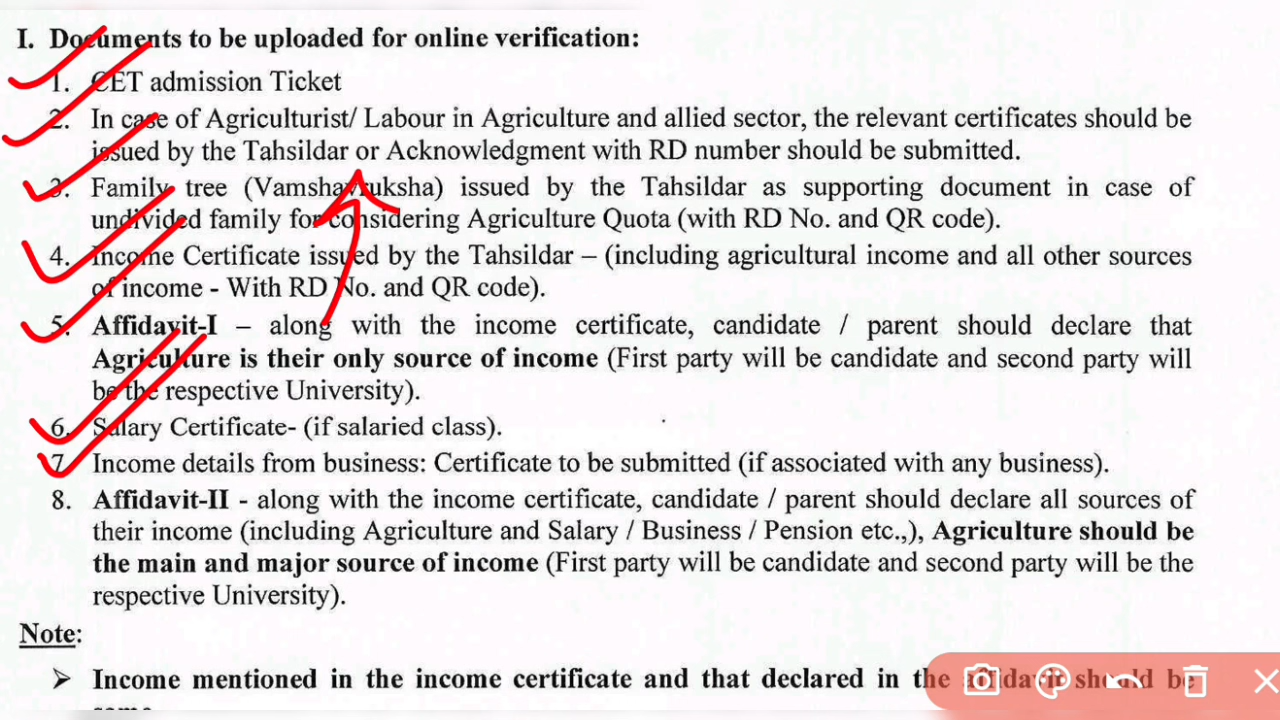 I. Documents to be uploaded for online verification:
1. CET admission Ticket
2. In case of Agriculturist/ Labour in Agriculture and allied sector, the relevant certificates should be
issued by the Tahsildar or Acknowledgment with RD number should be submitted.
3. Family tree (Vamshavruksha) issued by the Tahsildar as supporting document in case of
undivided family for considering Agriculture Quota (with RD No. and QR code).
4. Income Certificate issued by the Tahsildar – (including agricultural income and all other sources
of income - With RD No. and QR code).
5. Affidavit-I – along with the income certificate, candidate / parent should declare that
Agriculture is their only source of income (First party will be candidate and second party will
be the respective University).
6. Salary Certificate- (if salaried class).
7. Income details from business: Certificate to be submitted (if associated with any business).
8. Affidavit-II - along with the income certificate, candidate / parent should declare all sources of
their income (including Agriculture and Salary / Business / Pension etc.,), Agriculture should be
the main and major source of income (First party will be candidate and second party will be the
respective University).
Note:
➢ Income mentioned in the income certificate and that declared in the affidavit should be